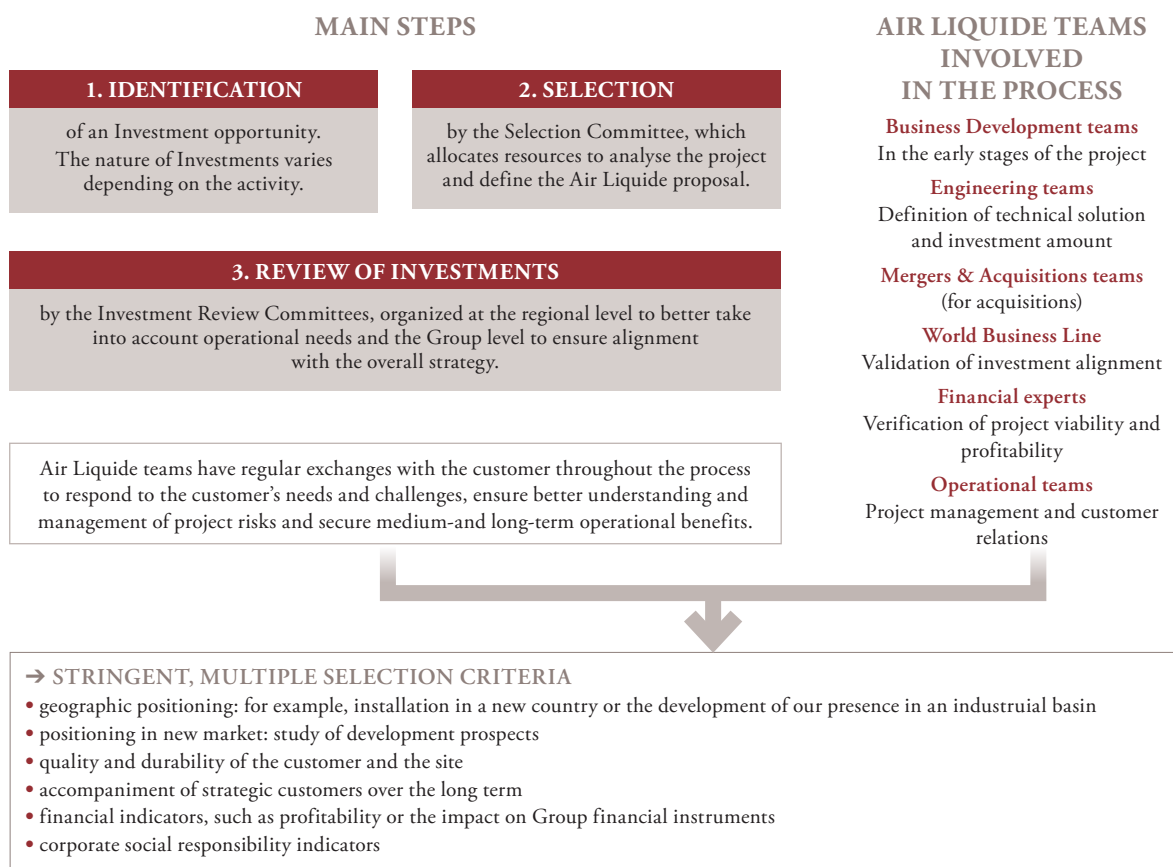 MAIN STEPS
1. IDENTIFICATION
of an Investment opportunity.
The nature of Investments varies
depending on the activity.
2. SELECTION
by the Selection Committee, which
allocates resources to analyse the project
and define the Air Liquide proposal.
3. REVIEW OF INVESTMENTS
by the Investment Review Committees, organized at the regional level to better take
into account operational needs and the Group level to ensure alignment
with the overall strategy.
Air Liquide teams have regular exchanges with the customer throughout the process
to respond to the customer's needs and challenges, ensure better understanding and
management of project risks and secure medium-and long-term operational benefits.
AIR LIQUIDE TEAMS
INVOLVED
IN THE PROCESS
Business Development teams
In the early stages of the project
Engineering teams
Definition of technical solution
and investment amount
Mergers & Acquisitions teams
(for acquisitions)
World Business Line
Validation of investment alignment
Financial experts
Verification of project viability and
profitability
Operational teams
Project management and customer
relations
➔ STRINGENT, MULTIPLE SELECTION CRITERIA
• geographic positioning: for example, installation in a new country or the development of our presence in an industruial basin
• positioning in new market: study of development prospects
• quality and durability of the customer and the site
• accompaniment of strategic customers over the long term
• financial indicators, such as profitability or the impact on Group financial instruments
• corporate social responsibility indicators